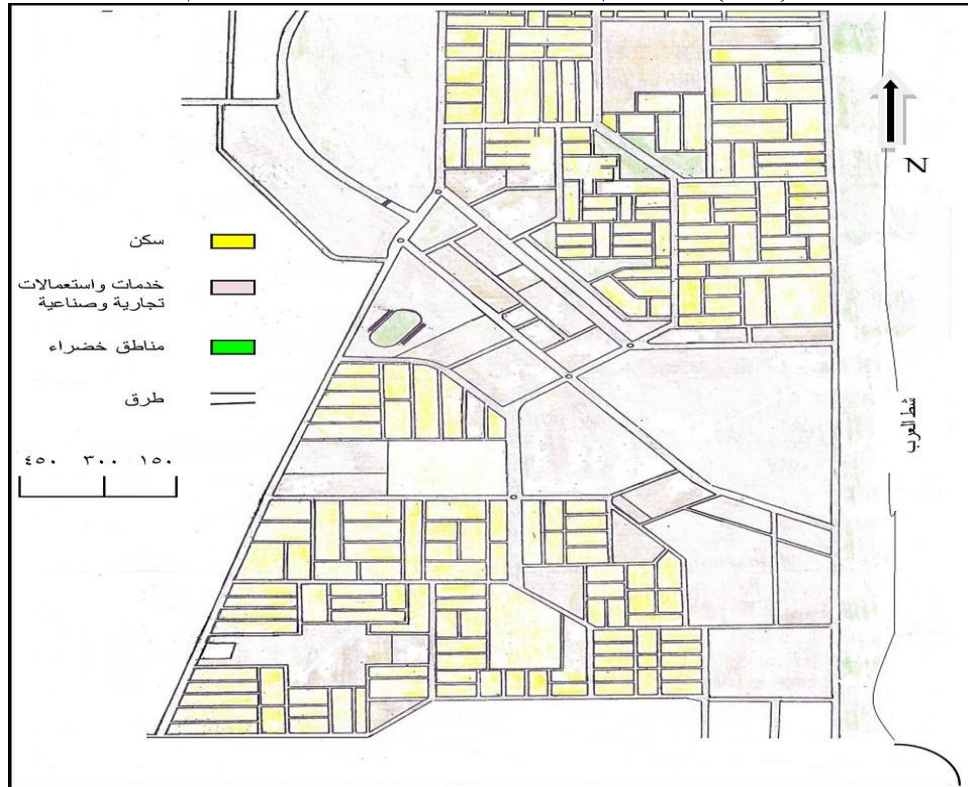 N
سكن
خدمات واستعمالات
تجارية وصناعية
مناطق خضراء
طرق
٤٥٠ ٣٠٠ ١٥٠
شط العرب